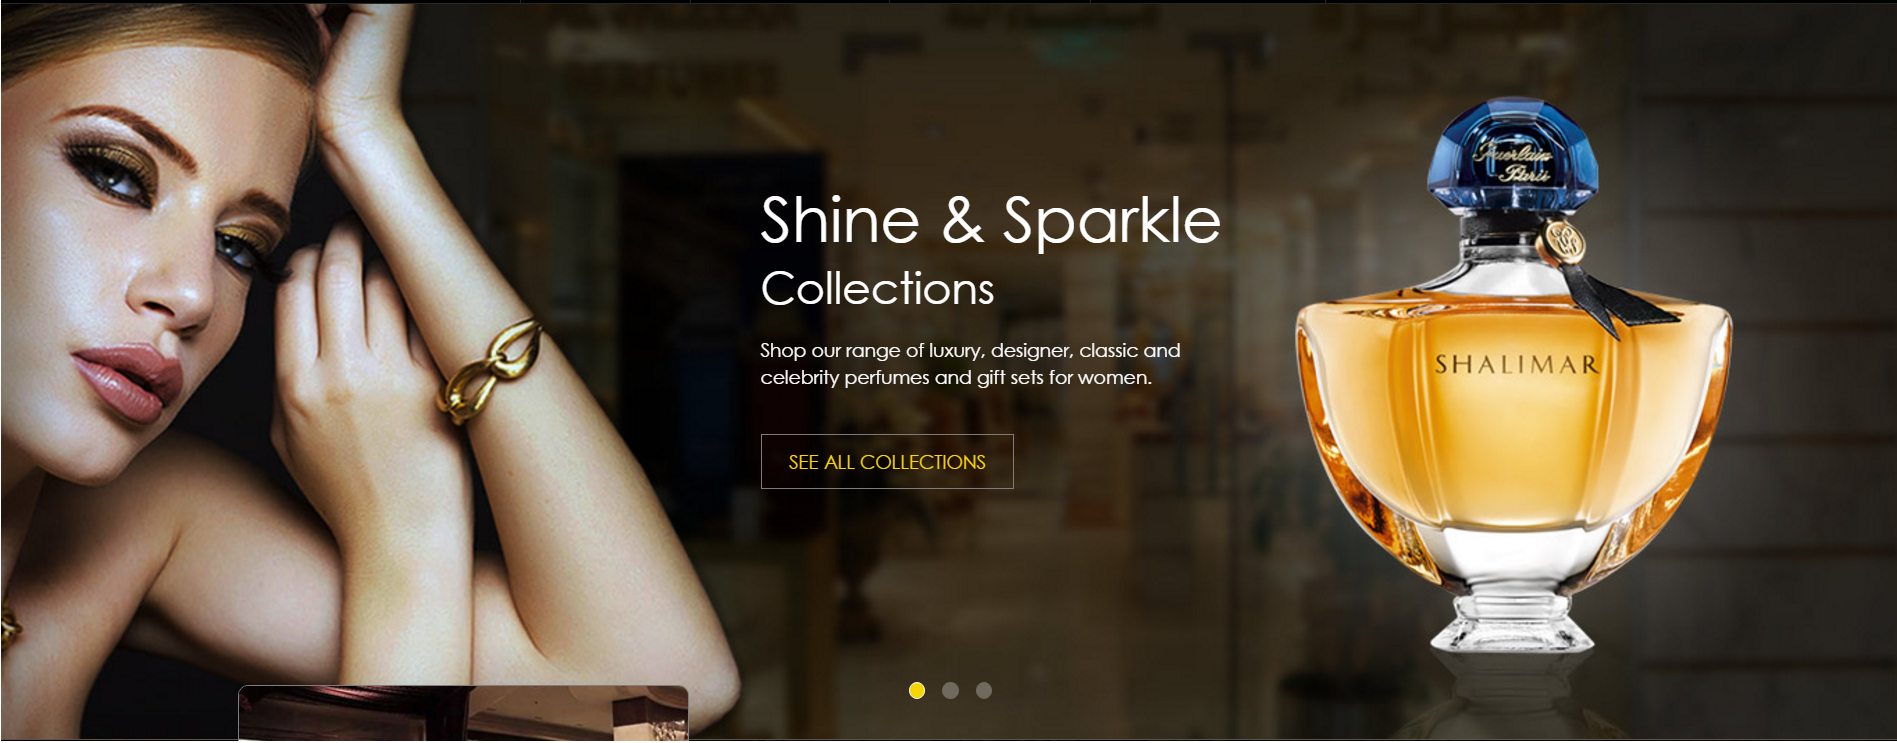 Shine & Sparkle
Collections
Shop our range of luxury, designer, classic and
celebrity perfumes and gift sets for women.
SEE ALL COLLECTIONS
Guerlain
Paris
SHALIMAR
PERFUMES